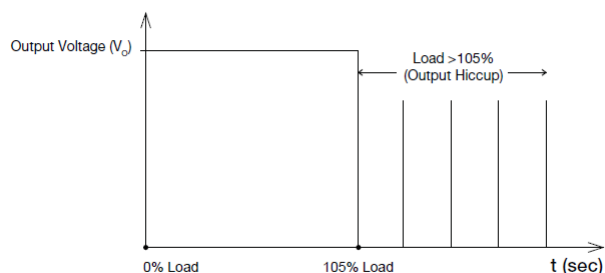 Output Voltage (Vo)
Load >105%
(Output Hiccup)
0% Load
105% Load
t (sec)